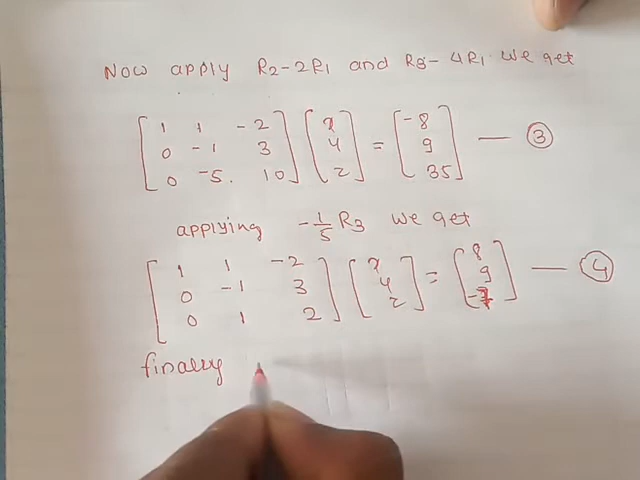 Now apply R2-2R1 and R3-4R1 we get
[ 1 1 -2 ] [ x ] [ -8 ]
[ 0 -1 3 ] [ y ] = [ 9 ] — ③
[ 0 -5. 10 ] [ z ] [ 35 ]
applying -1/5 R3 we get
[ 1 1 -2 ] [ x ] [ 8 ]
[ 0 -1 3 ] [ y ] = [ 9 ] — ④
[ 0 1 2 ] [ z ] [ -7 ]
finally